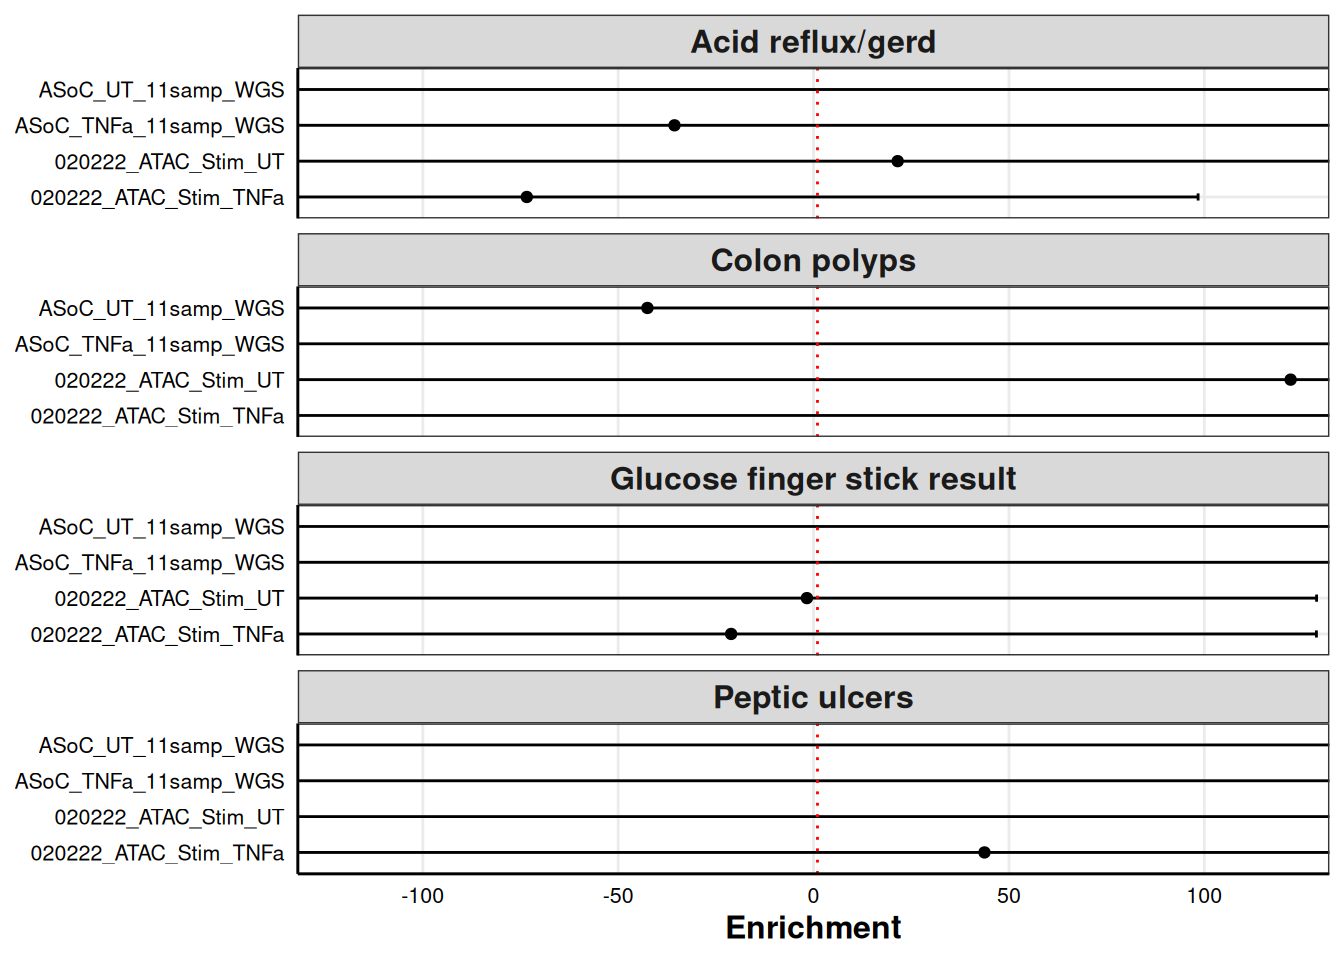 Acid reflux/gerd
ASoC_UT_11samp_WGS
ASoC_TNFa_11samp_WGS
020222_ATAC_Stim_UT
020222_ATAC_Stim_TNFa
Colon polyps
ASoC_UT_11samp_WGS
ASoC_TNFa_11samp_WGS
020222_ATAC_Stim_UT
020222_ATAC_Stim_TNFa
Glucose finger stick result
ASoC_UT_11samp_WGS
ASoC_TNFa_11samp_WGS
020222_ATAC_Stim_UT
020222_ATAC_Stim_TNFa
Peptic ulcers
ASoC_UT_11samp_WGS
ASoC_TNFa_11samp_WGS
020222_ATAC_Stim_UT
020222_ATAC_Stim_TNFa
-100 -50 0 50 100
Enrichment